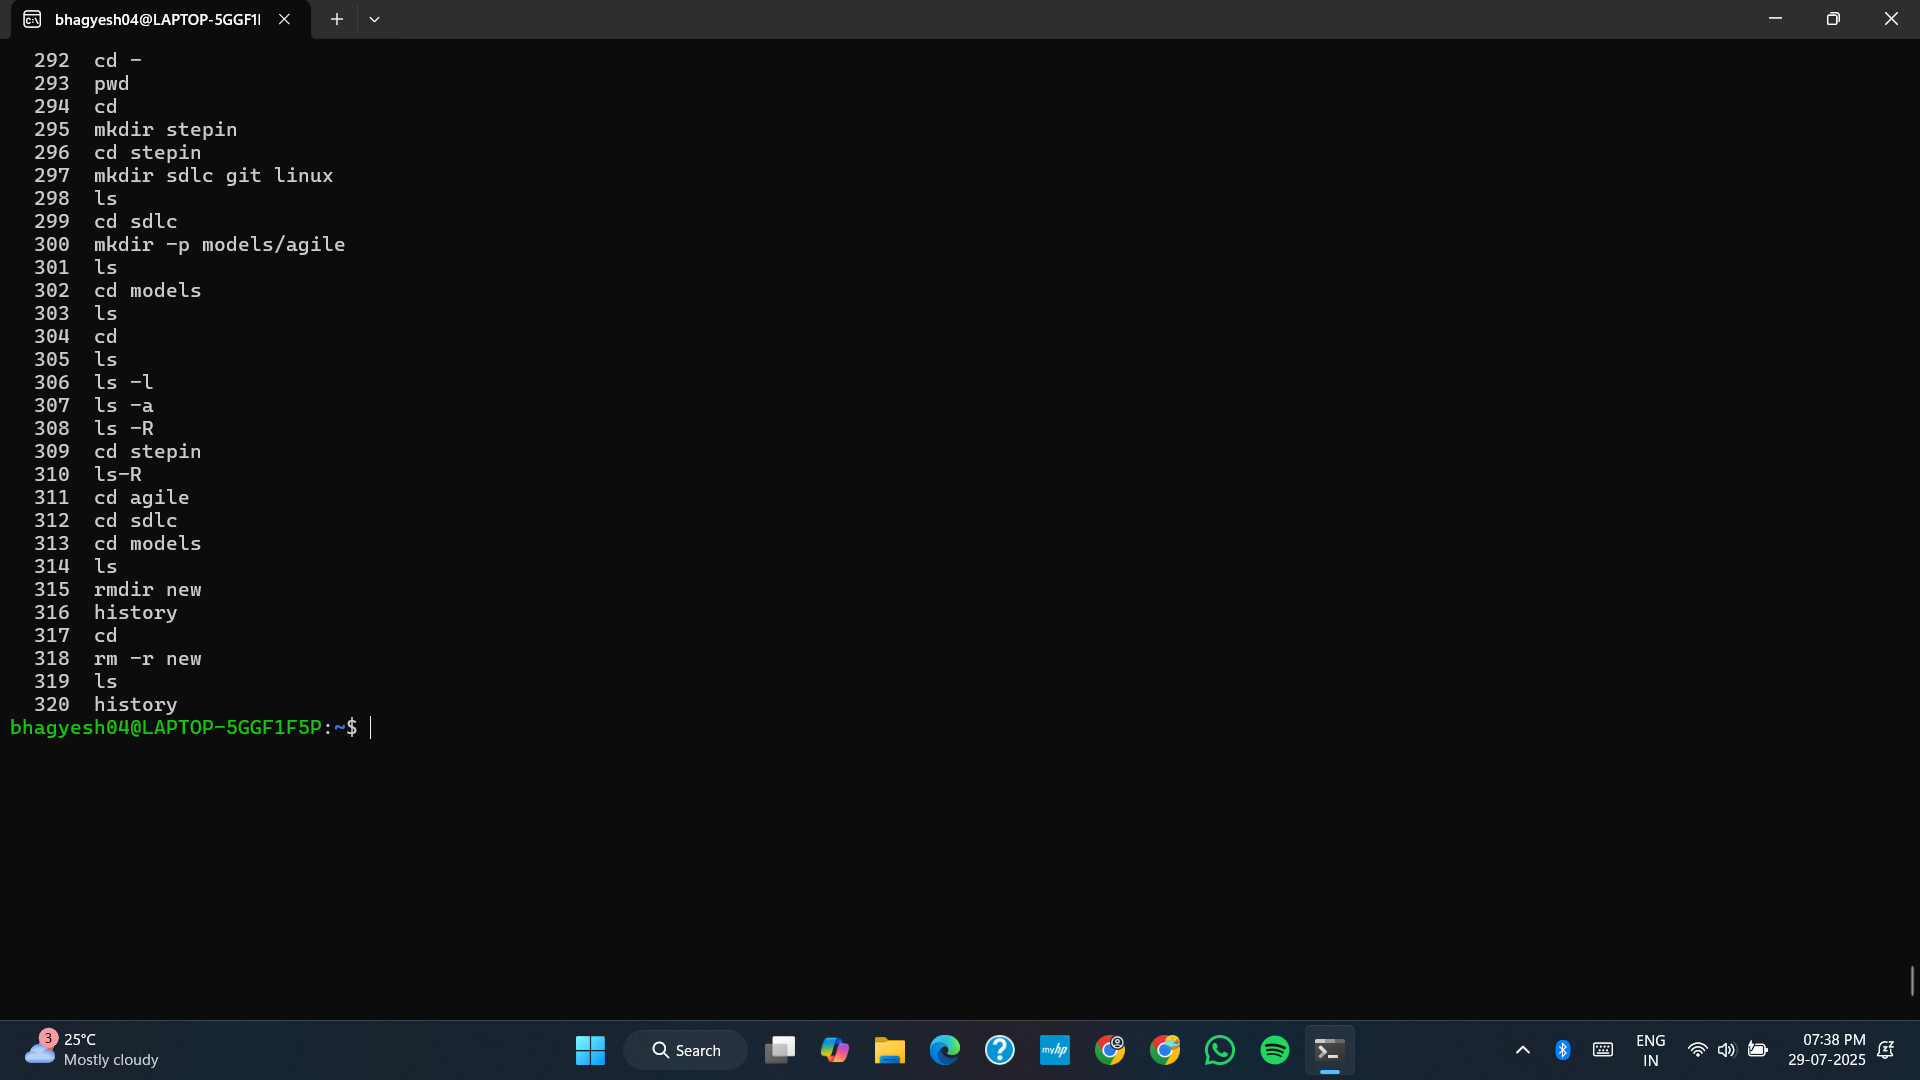 bhagyesh04@LAPTOP-5GGF1I
292 cd -
293 pwd
294 cd
295 mkdir stepin
296 cd stepin
297 mkdir sdlc git linux
298 ls
299 cd sdlc
300 mkdir -p models/agile
301 ls
302 cd models
303 ls
304 cd
305 ls
306 ls -l
307 ls -a
308 ls -R
309 cd stepin
310 ls-R
311 cd agile
312 cd sdlc
313 cd models
314 ls
315 rmdir new
316 history
317 cd
318 rm -r new
319 ls
320 history
bhagyesh04@LAPTOP-5GGF1F5P:~$
3
25°C
Mostly cloudy
Search
myhp
ENG
IN
07:38 PM
29-07-2025